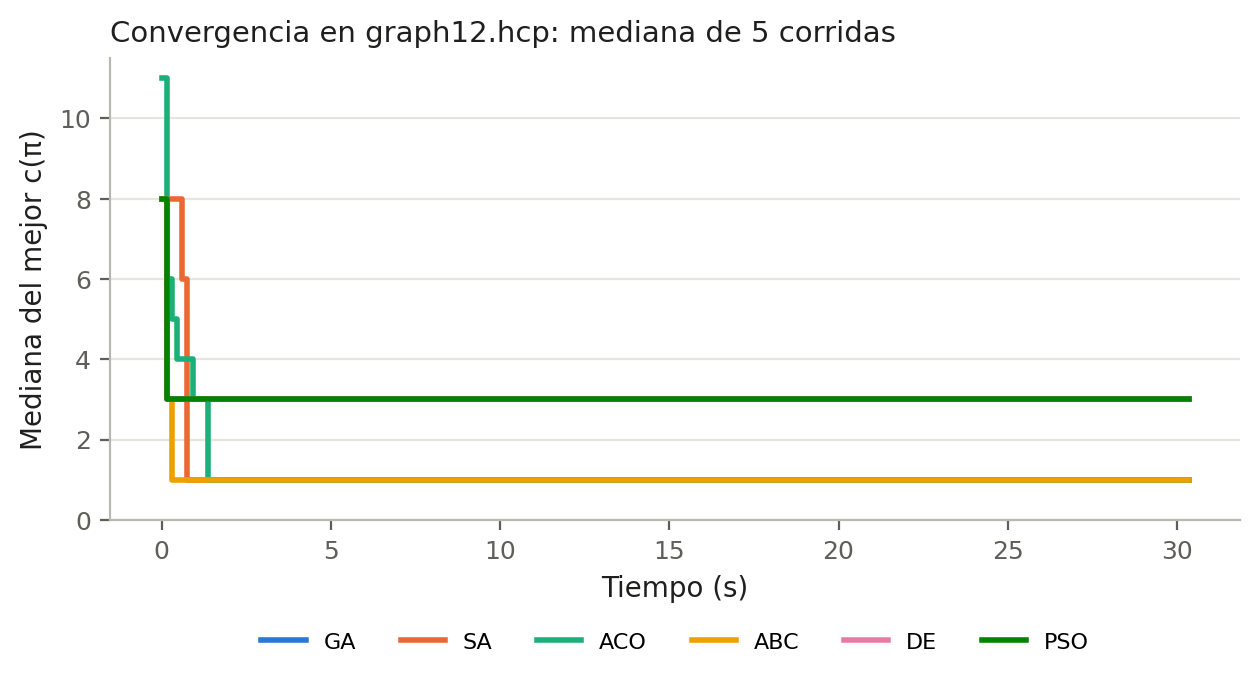 Convergencia en graph12.hcp: mediana de 5 corridas
Mediana del mejor c(π)
10
8
6
4
2
0
0 5 10 15 20 25 30
Tiempo (s)
GA SA ACO ABC DE PSO